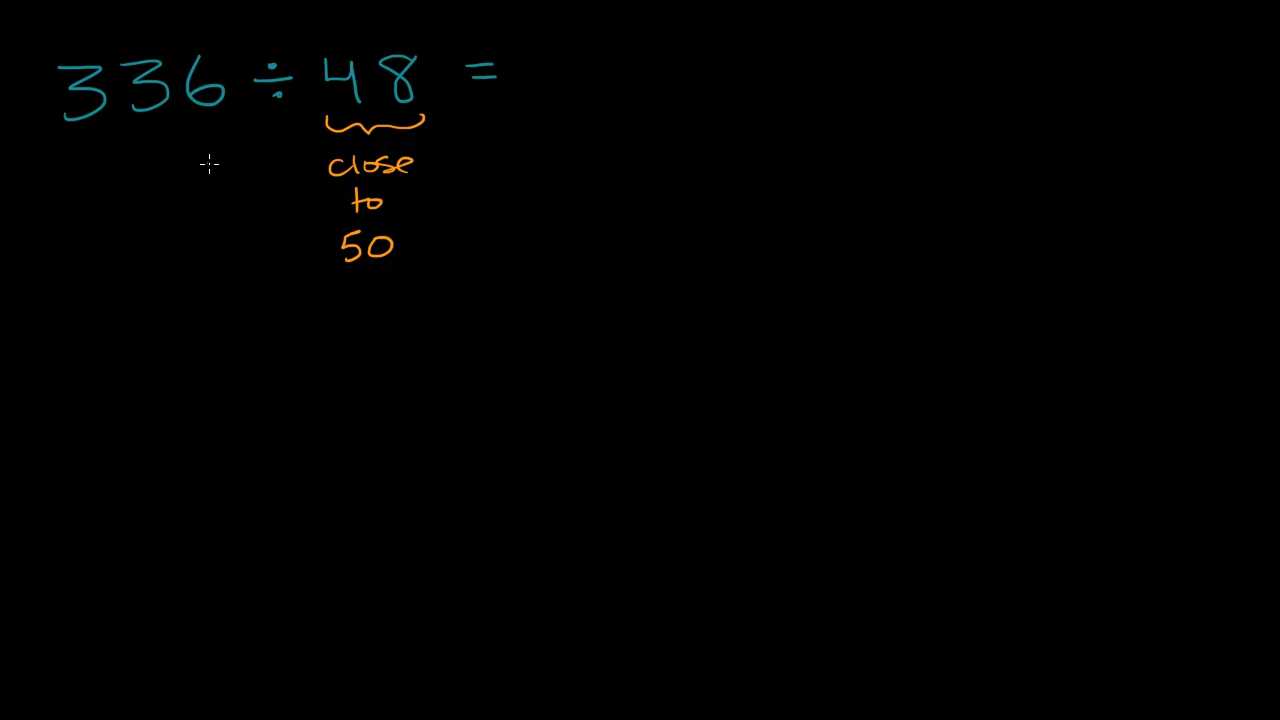 336 ÷ 48 =
close
to
50